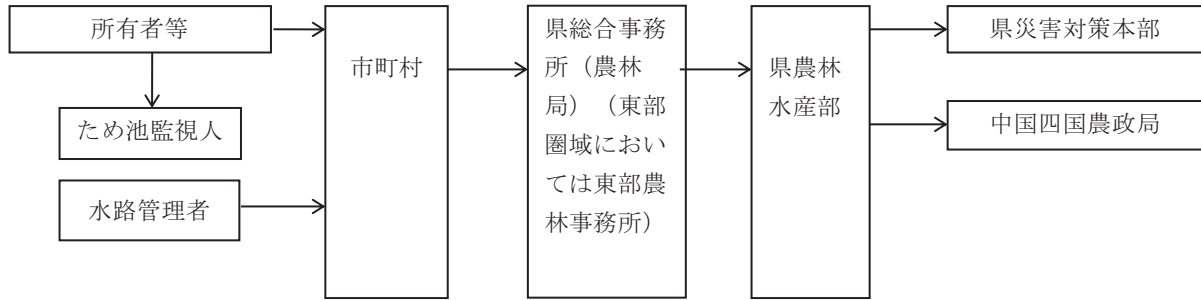 所有者等
ため池監視人
水路管理者
市町村
県総合事務
所（農林
局）（東部
圏域におい
ては東部農
林事務所）
県農林
水産部
県災害対策本部
中国四国農政局